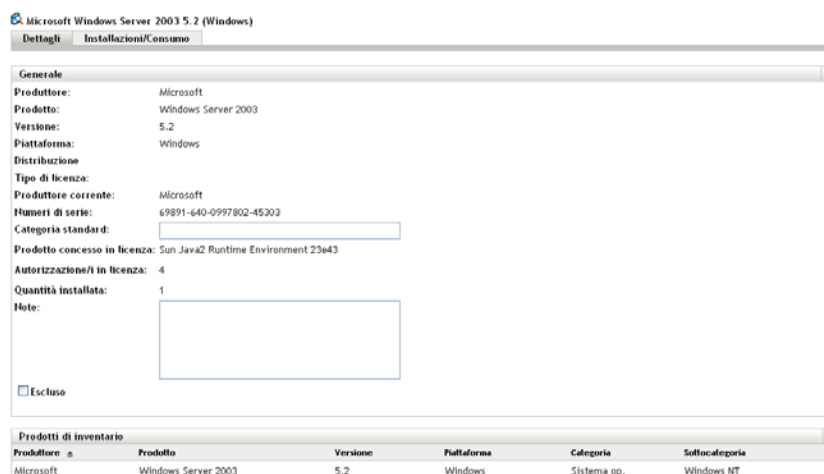 Microsoft Windows Server 2003 5.2 (Windows)
Dettagli Installazioni/Consumo
Generale
Produttore: Microsoft
Prodotto: Windows Server 2003
Versione: 5.2
Piattaforma: Windows
Distribuzione
Tipo di licenza:
Produttore corrente: Microsoft
Numeri di serie: 69891-640-0997802-45303
Categoria standard:
Prodotto concesso in licenza: Sun Java2 Runtime Environment 23e43
Autorizzazione/i in licenza: 4
Quantità installata: 1
Note:
Escluso
Prodotti di inventario
Produttore Prodotto Versione Piattaforma Categoria Sottocategoria
Microsoft Windows Server 2003 5.2 Windows Sistema op. Windows NT